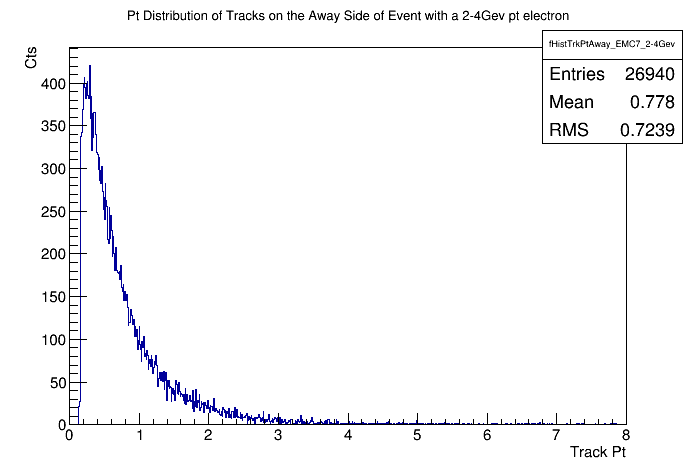 Pt Distribution of Tracks on the Away Side of Event with a 2-4Gev pt electron
fHistTrkPtAway_EMC7_2-4Gev
Entries 26940
Mean 0.778
RMS 0.7239
Cts
400
350
300
250
200
150
100
50
0
0 1 2 3 4 5 6 7 8
Track Pt